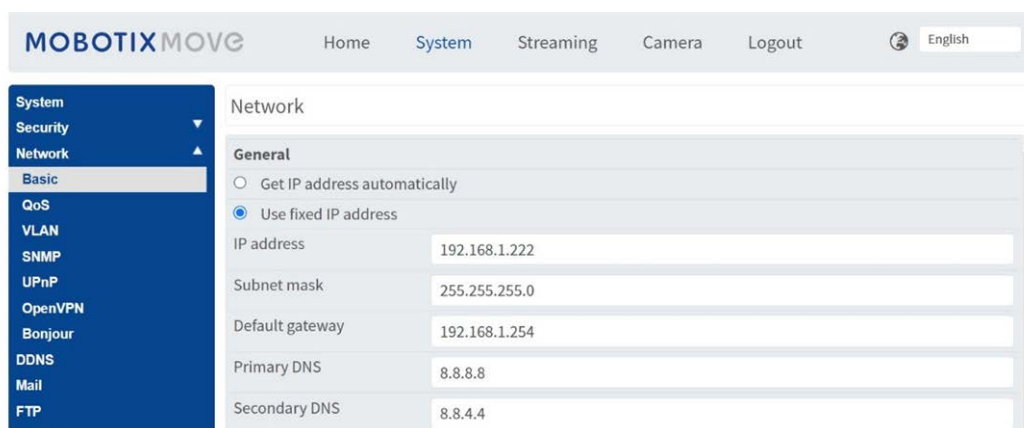 MOBOTIXMOVE Home System Streaming Camera Logout English
System
Security
Network
Basic
QoS
VLAN
SNMP
UPnP
OpenVPN
Bonjour
DDNS
Mail
FTP
Network
General
Get IP address automatically
Use fixed IP address
IP address 192.168.1.222
Subnet mask 255.255.255.0
Default gateway 192.168.1.254
Primary DNS 8.8.8.8
Secondary DNS 8.8.4.4